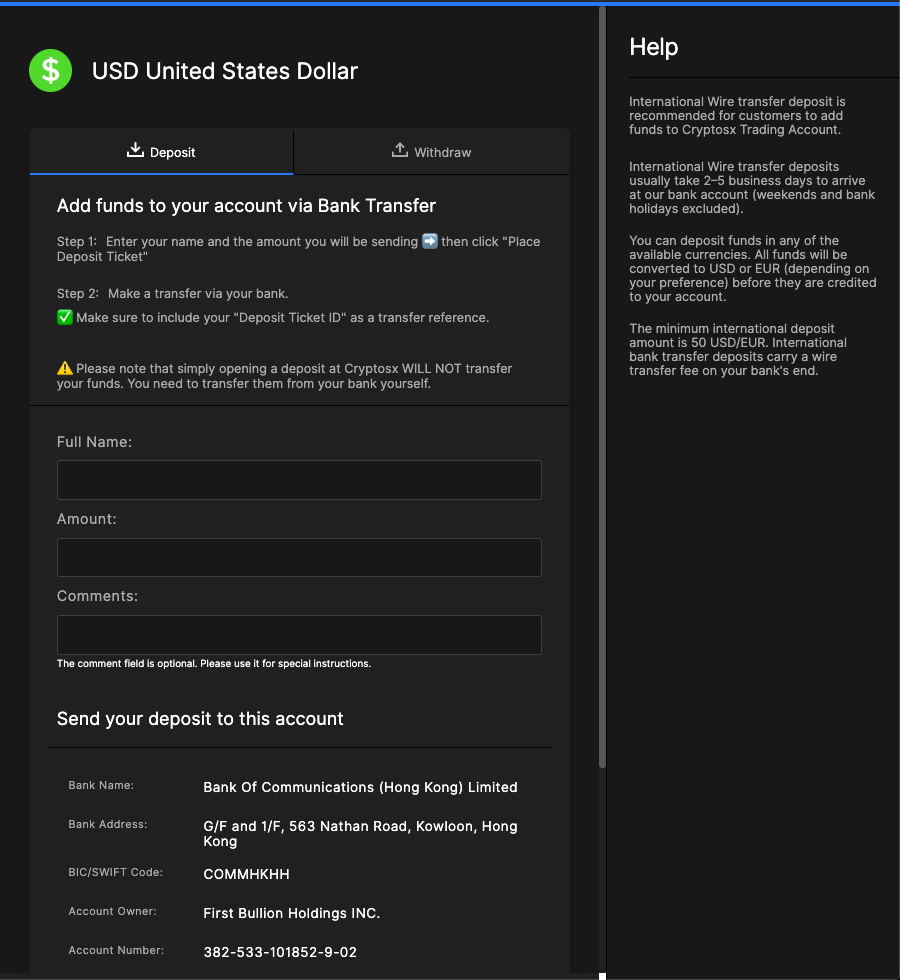 USD United States Dollar
Deposit
Withdraw
Add funds to your account via Bank Transfer
Step 1: Enter your name and the amount you will be sending ➡️ then click "Place
Deposit Ticket"
Step 2: Make a transfer via your bank.
✅ Make sure to include your "Deposit Ticket ID" as a transfer reference.
⚠️ Please note that simply opening a deposit at Cryptosx WILL NOT transfer
your funds. You need to transfer them from your bank yourself.
Full Name:
Amount:
Comments:
The comment field is optional. Please use it for special instructions.
Send your deposit to this account
Bank Name: Bank Of Communications (Hong Kong) Limited
Bank Address: G/F and 1/F, 563 Nathan Road, Kowloon, Hong
Kong
BIC/SWIFT Code: COMMHKHH
Account Owner: First Bullion Holdings INC.
Account Number: 382-533-101852-9-02
Help
International Wire transfer deposit is
recommended for customers to add
funds to Cryptosx Trading Account.
International Wire transfer deposits
usually take 2–5 business days to arrive
at our bank account (weekends and bank
holidays excluded).
You can deposit funds in any of the
available currencies. All funds will be
converted to USD or EUR (depending on
your preference) before they are credited
to your account.
The minimum international deposit
amount is 50 USD/EUR. International
bank transfer deposits carry a wire
transfer fee on your bank's end.